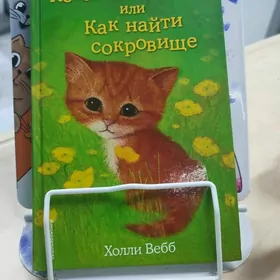 или
Как найти
сокровище
Холли Вебб